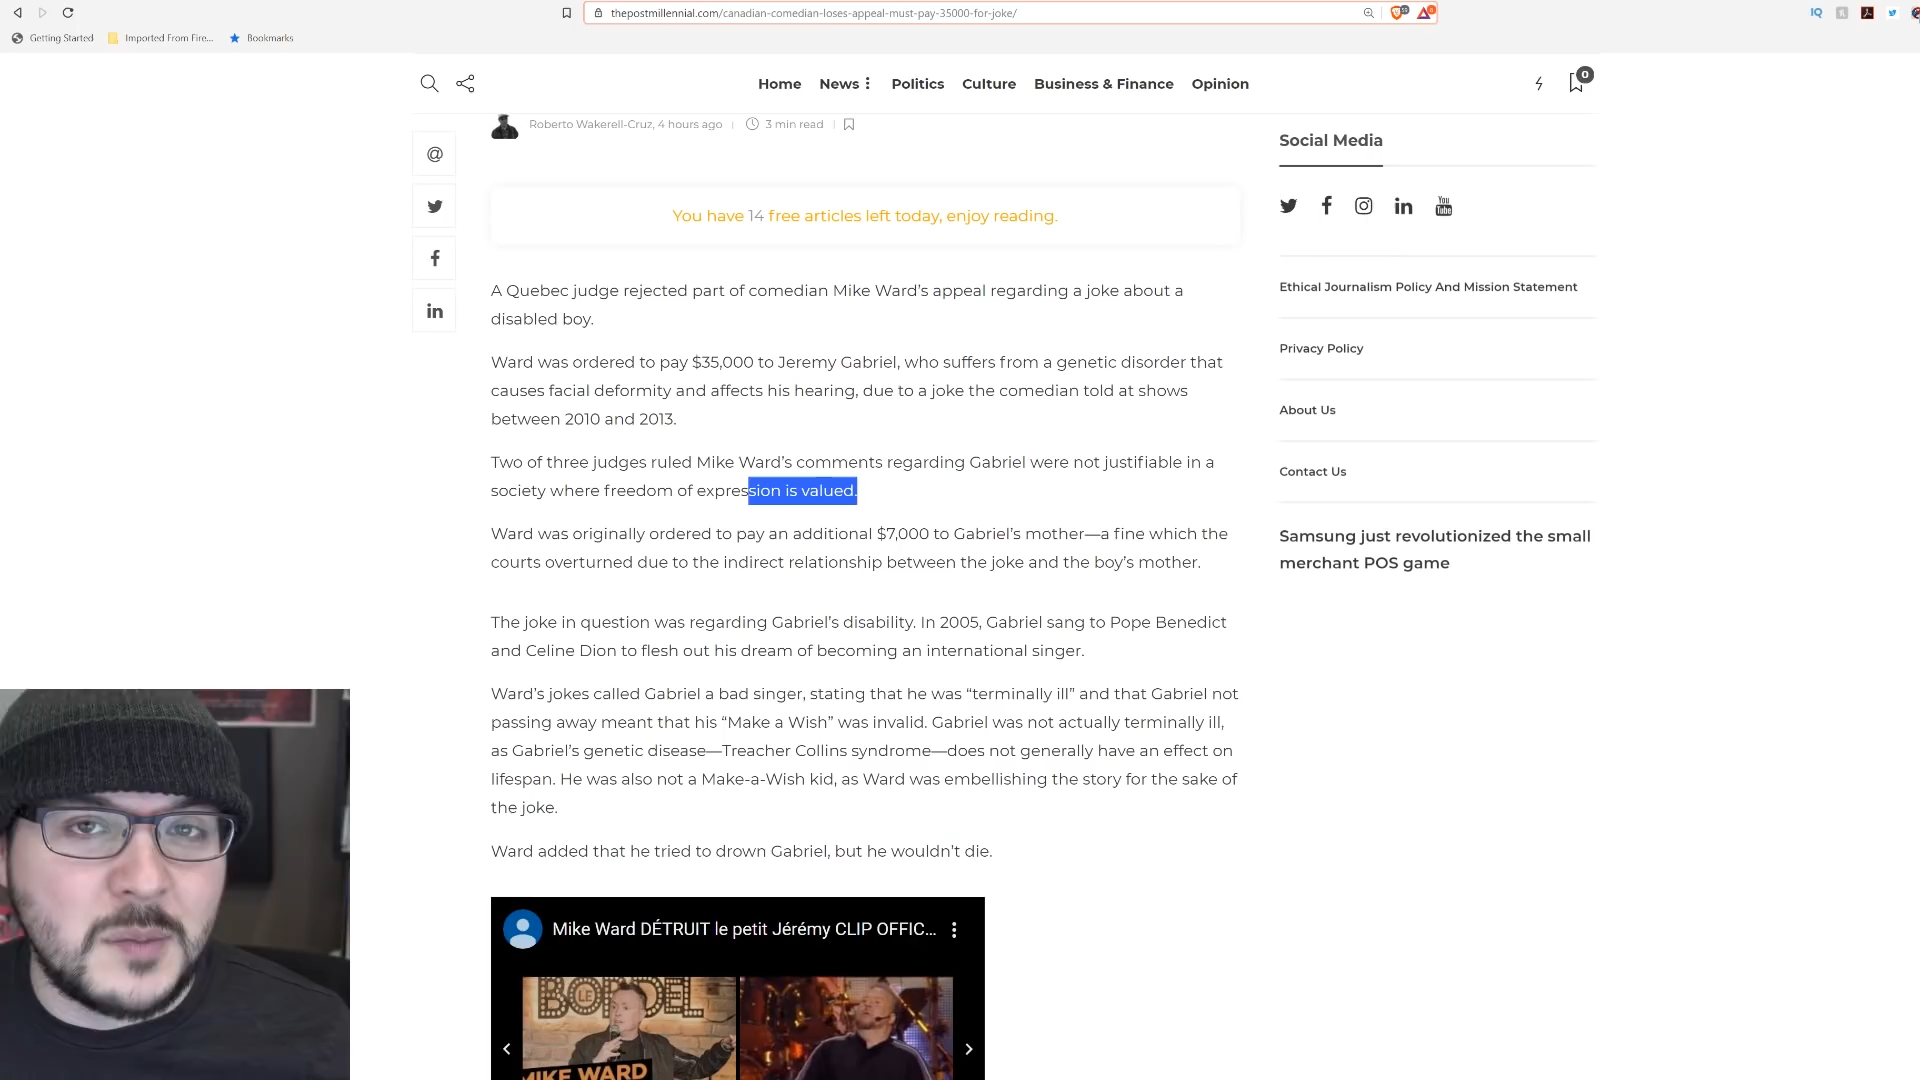 thepostmillennial.com/canadian-comedian-loses-appeal-must-pay-35000-for-joke/
IQ
Getting Started
Imported From Fire...
Bookmarks
Home
News
Politics
Culture
Business & Finance
Opinion
0
Roberto Wakerell-Cruz, 4 hours ago
3 min read
You have 14 free articles left today, enjoy reading.
A Quebec judge rejected part of comedian Mike Ward’s appeal regarding a joke about a
disabled boy.
Ward was ordered to pay $35,000 to Jeremy Gabriel, who suffers from a genetic disorder that
causes facial deformity and affects his hearing, due to a joke the comedian told at shows
between 2010 and 2013.
Two of three judges ruled Mike Ward’s comments regarding Gabriel were not justifiable in a
society where freedom of expression is valued.
Ward was originally ordered to pay an additional $7,000 to Gabriel’s mother—a fine which the
courts overturned due to the indirect relationship between the joke and the boy’s mother.
The joke in question was regarding Gabriel’s disability. In 2005, Gabriel sang to Pope Benedict
and Celine Dion to flesh out his dream of becoming an international singer.
Ward’s jokes called Gabriel a bad singer, stating that he was “terminally ill” and that Gabriel not
passing away meant that his “Make a Wish” was invalid. Gabriel was not actually terminally ill,
as Gabriel’s genetic disease—Treacher Collins syndrome—does not generally have an effect on
lifespan. He was also not a Make-a-Wish kid, as Ward was embellishing the story for the sake of
the joke.
Ward added that he tried to drown Gabriel, but he wouldn’t die.
Mike Ward DÉTRUIT le petit Jérémy CLIP OFFIC...
LE
BORDEL
MIKE WARD
Social Media
You
Tube
Ethical Journalism Policy And Mission Statement
Privacy Policy
About Us
Contact Us
Samsung just revolutionized the small
merchant POS game